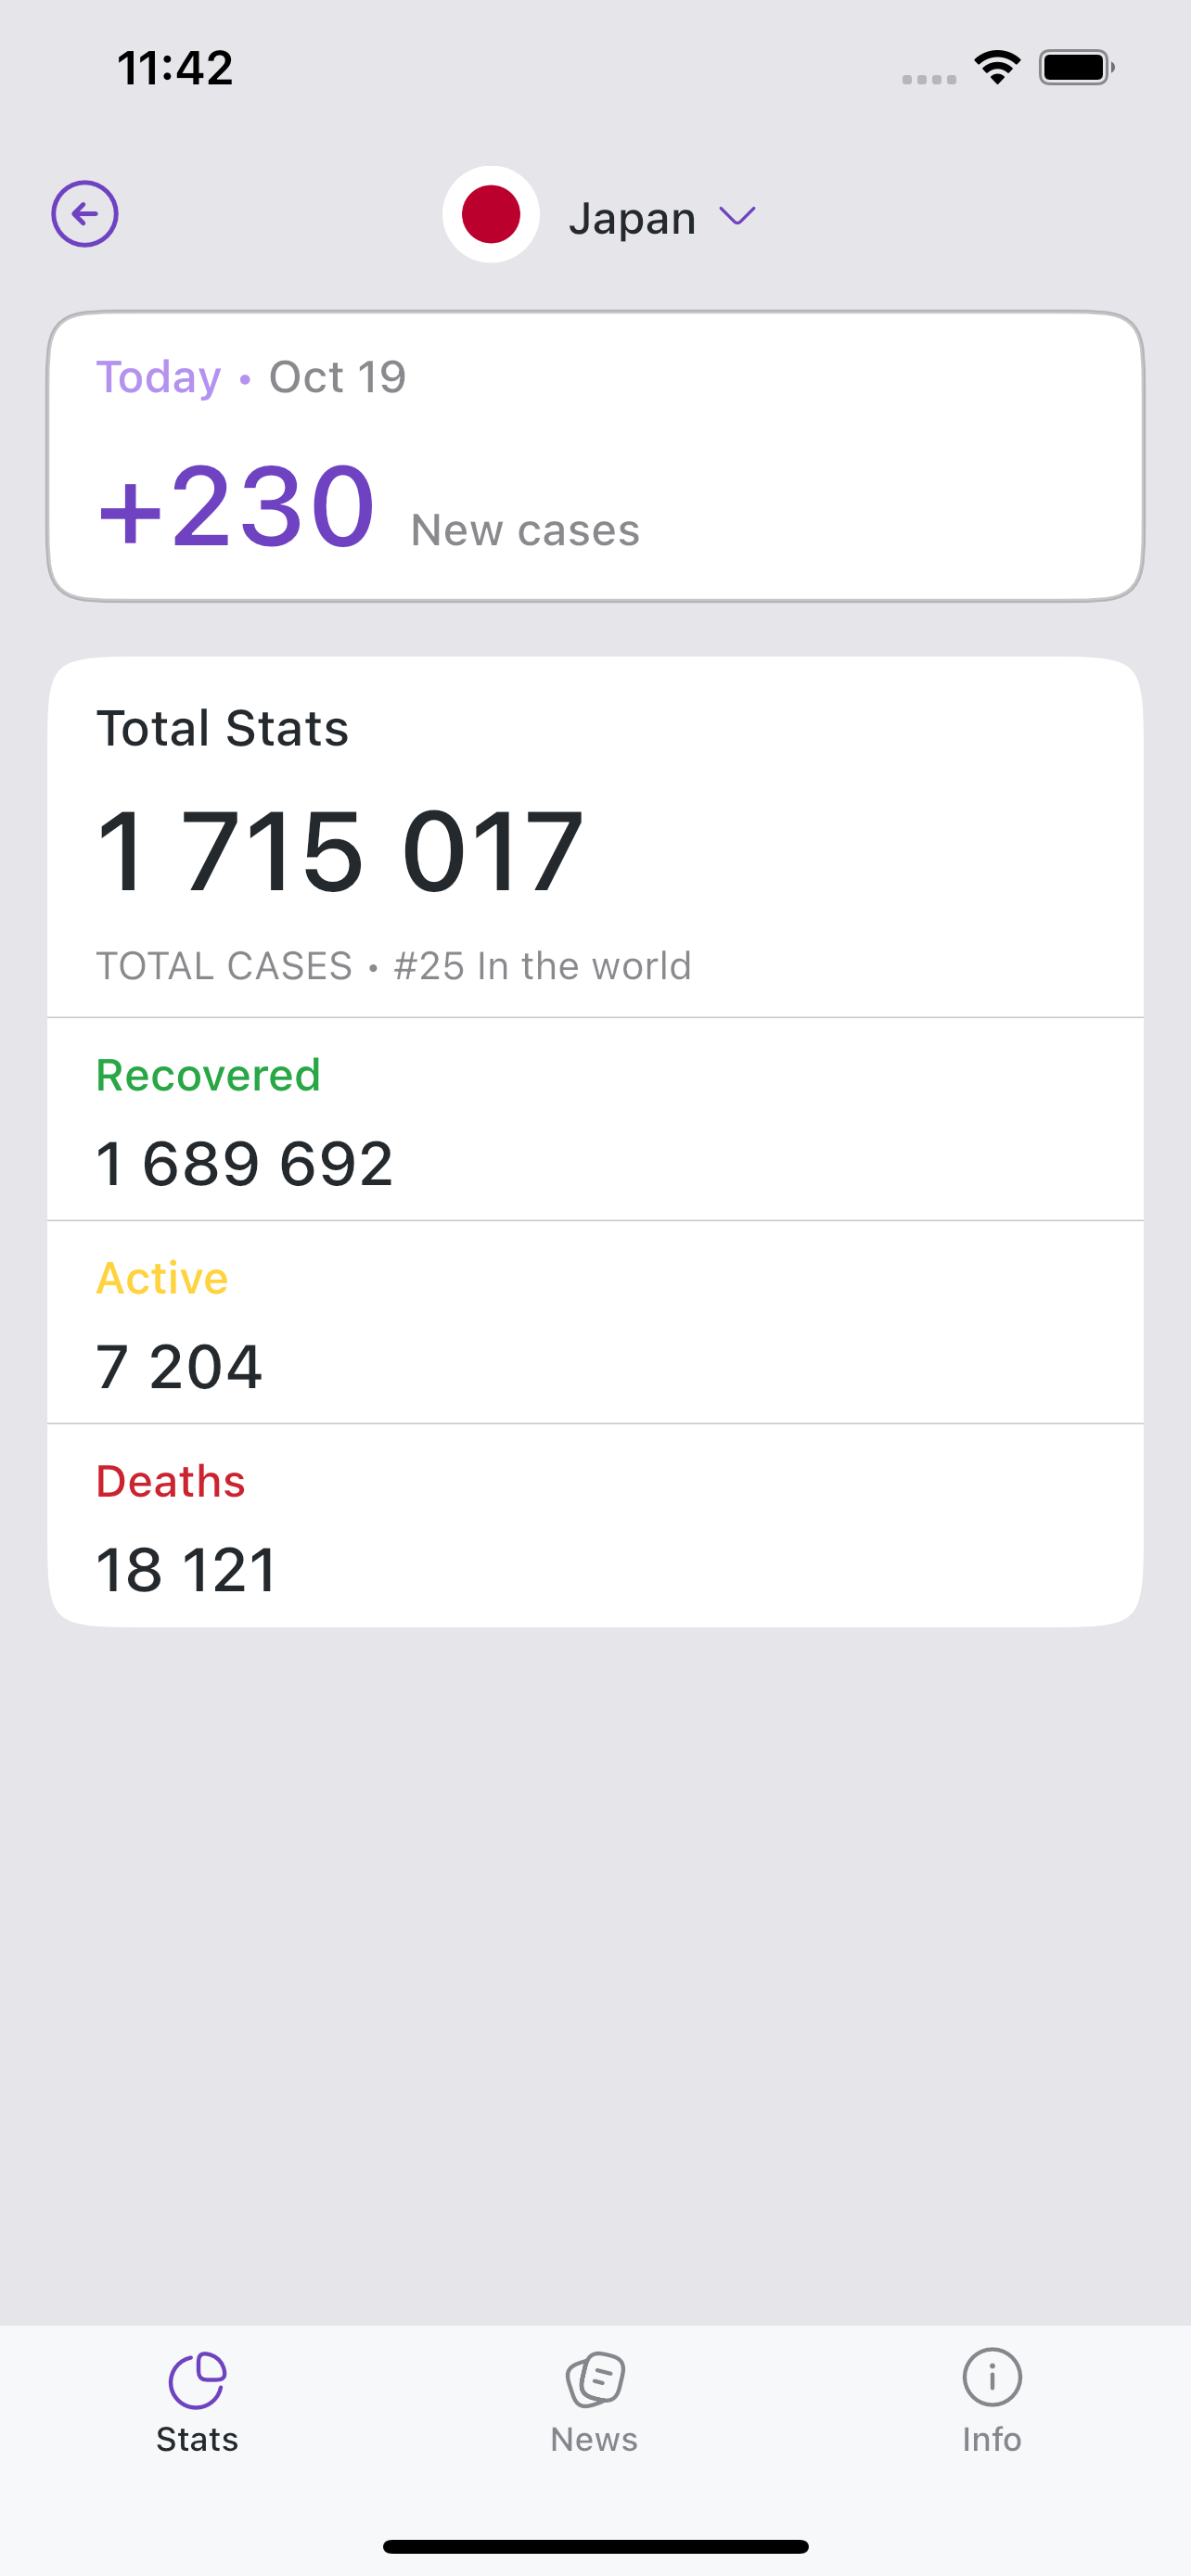 11:42
Japan
Today • Oct 19
+230 New cases
Total Stats
1 715 017
TOTAL CASES • #25 In the world
Recovered
1 689 692
Active
7 204
Deaths
18 121
Stats News Info